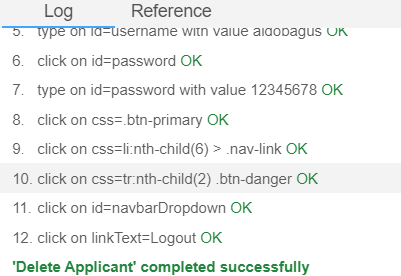 Log Reference
5. type on id=username with value aldobagus OK
6. click on id=password OK
7. type on id=password with value 12345678 OK
8. click on css=.btn-primary OK
9. click on css=li:nth-child(6) > .nav-link OK
10. click on css=tr:nth-child(2) .btn-danger OK
11. click on id=navbarDropdown OK
12. click on linkText=Logout OK
'Delete Applicant' completed successfully